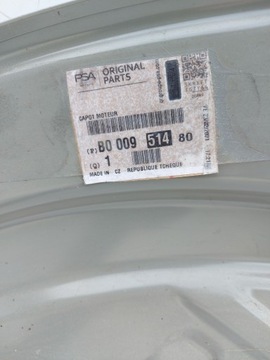 PSA ORIGINAL PARTS
CAPOT MOTEUR
(P) B0 009 514 80
(Q) 1
MADE IN : CZ REPUBLIQUE TCHEQUE